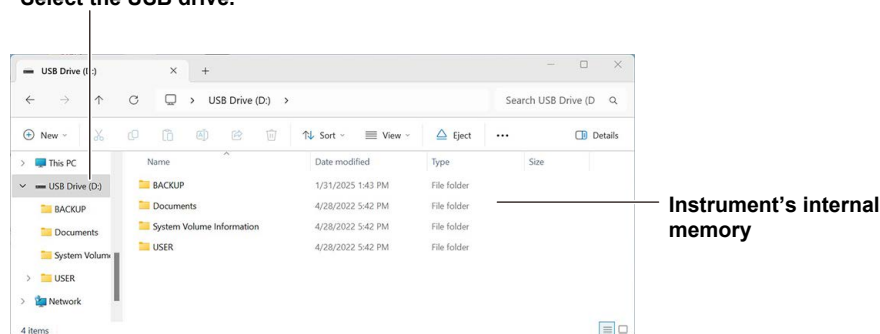 Select the USB drive.
USB Drive (D:)
USB Drive (D:)
Search USB Drive (D
New
Sort
View
Eject
Details
This PC
USB Drive (D:)
BACKUP
Documents
System Volum
USER
Network
Name Date modified Type Size
BACKUP 1/31/2025 1:43 PM File folder
Documents 4/28/2022 5:42 PM File folder
System Volume Information 4/28/2022 5:42 PM File folder
USER 4/28/2022 5:42 PM File folder
4 items
Instrument's internal
memory